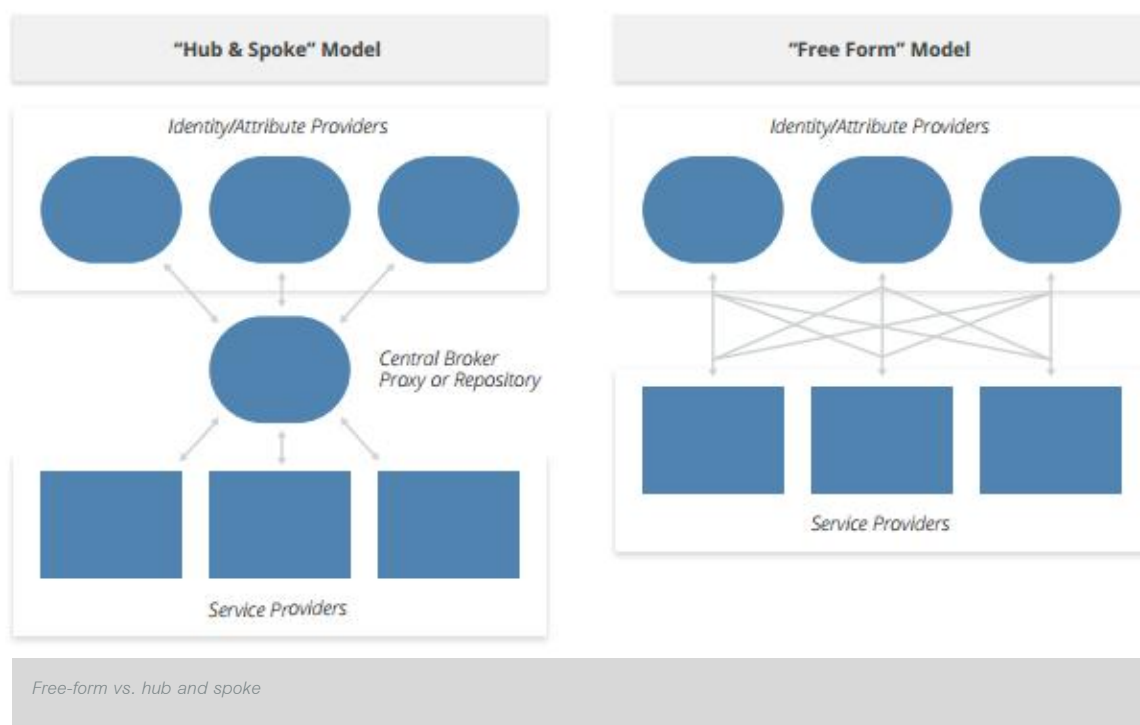 “Hub & Spoke” Model
Identity/Attribute Providers
Central Broker
Proxy or Repository
Service Providers
“Free Form” Model
Identity/Attribute Providers
Service Providers
Free-form vs. hub and spoke